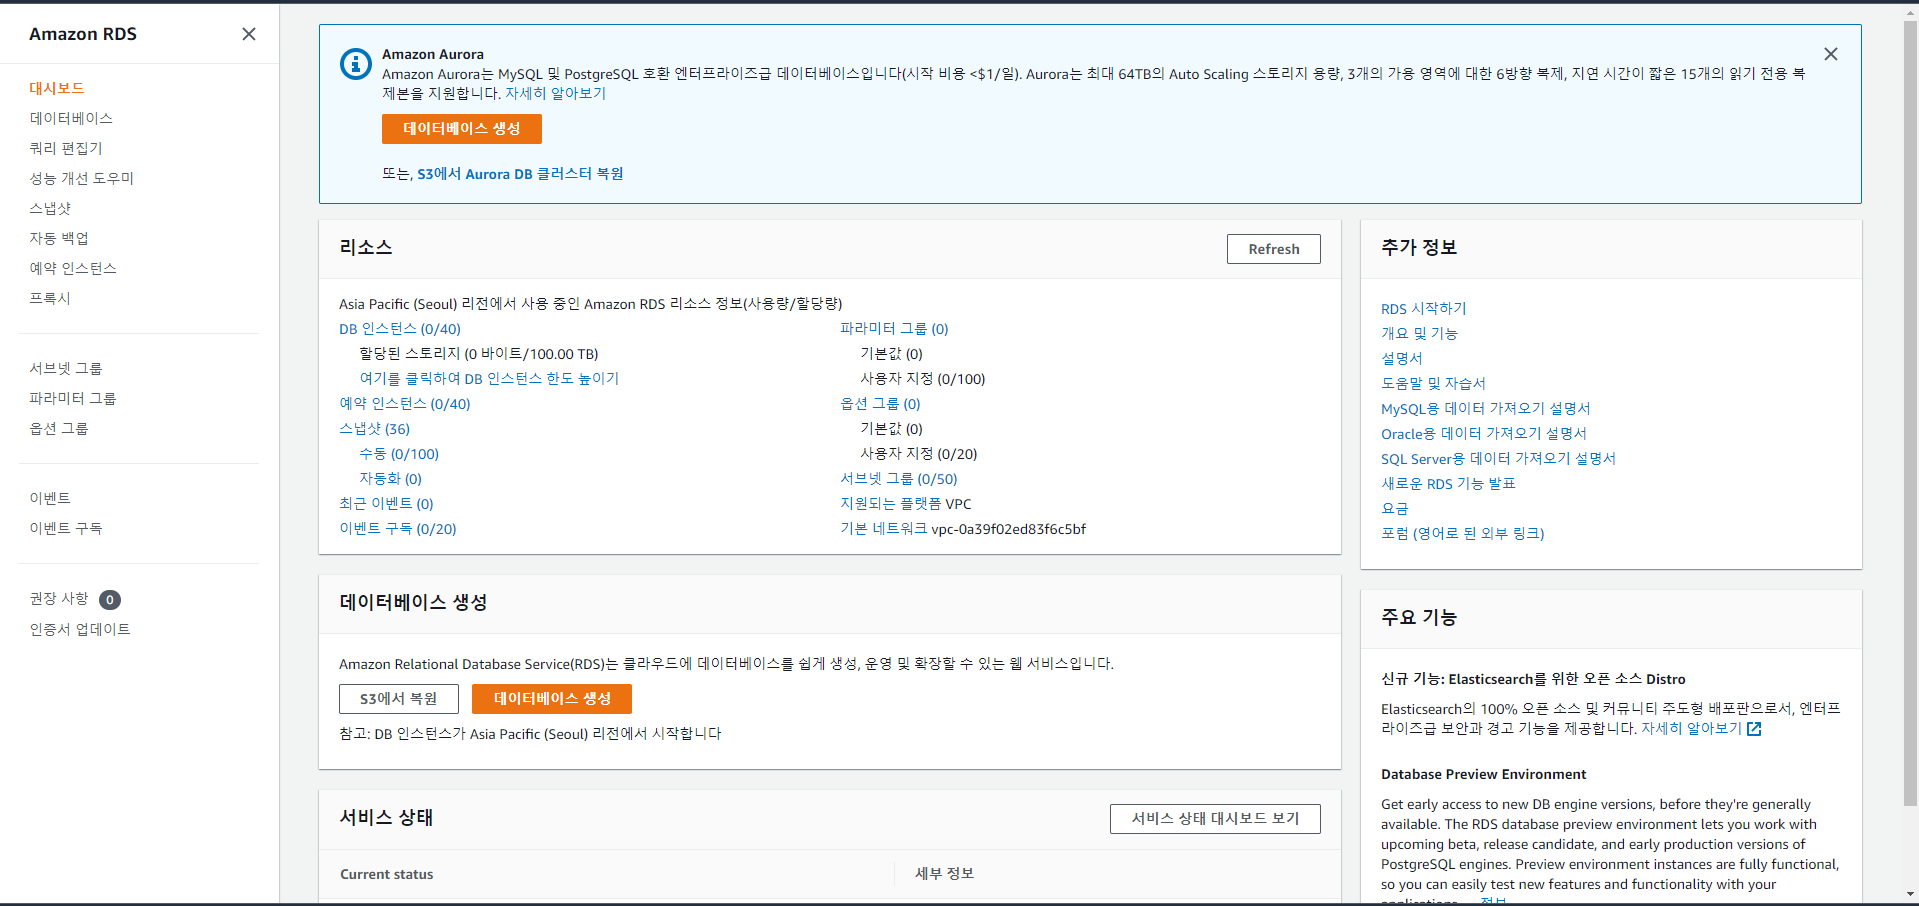 Amazon RDS
대시보드
데이터베이스
쿼리 편집기
성능 개선 도우미
스냅샷
자동 백업
예약 인스턴스
프록시
서브넷 그룹
파라미터 그룹
옵션 그룹
이벤트
이벤트 구독
권장 사항 0
인증서 업데이트
Amazon Aurora
Amazon Aurora는 MySQL 및 PostgreSQL 호환 엔터프라이즈급 데이터베이스입니다(시작 비용 <$1/일). Aurora는 최대 64TB의 Auto Scaling 스토리지 용량, 3개의 가용 영역에 대한 6방향 복제, 지연 시간이 짧은 15개의 읽기 전용 복
제본을 지원합니다. 자세히 알아보기
데이터베이스 생성
또는, S3에서 Aurora DB 클러스터 복원
리소스
Refresh
Asia Pacific (Seoul) 리전에서 사용 중인 Amazon RDS 리소스 정보(사용량/할당량)
DB 인스턴스 (0/40)
할당된 스토리지 (0 바이트/100.00 TB)
여기를 클릭하여 DB 인스턴스 한도 높이기
예약 인스턴스 (0/40)
스냅샷 (36)
수동 (0/100)
자동화 (0)
최근 이벤트 (0)
이벤트 구독 (0/20)
파라미터 그룹 (0)
기본값 (0)
사용자 지정 (0/100)
옵션 그룹 (0)
기본값 (0)
사용자 지정 (0/20)
서브넷 그룹 (0/50)
지원되는 플랫폼 VPC
기본 네트워크 vpc-0a39f02ed83f6c5bf
데이터베이스 생성
Amazon Relational Database Service(RDS)는 클라우드에 데이터베이스를 쉽게 생성, 운영 및 확장할 수 있는 웹 서비스입니다.
S3에서 복원
데이터베이스 생성
참고: DB 인스턴스가 Asia Pacific (Seoul) 리전에서 시작합니다
서비스 상태
서비스 상태 대시보드 보기
Current status
세부 정보
추가 정보
RDS 시작하기
개요 및 기능
설명서
도움말 및 자습서
MySQL용 데이터 가져오기 설명서
Oracle용 데이터 가져오기 설명서
SQL Server용 데이터 가져오기 설명서
새로운 RDS 기능 발표
요금
포럼 (영어로 된 외부 링크)
주요 기능
신규 기능: Elasticsearch를 위한 오픈 소스 Distro
Elasticsearch의 100% 오픈 소스 및 커뮤니티 주도형 배포판으로서, 엔터프
라이즈급 보안과 경고 기능을 제공합니다. 자세히 알아보기
Database Preview Environment
Get early access to new DB engine versions, before they're generally
available. The RDS database preview environment lets you work with
upcoming beta, release candidate, and early production versions of
PostgreSQL engines. Preview environment instances are fully functional,
so you can easily test new features and functionality with your